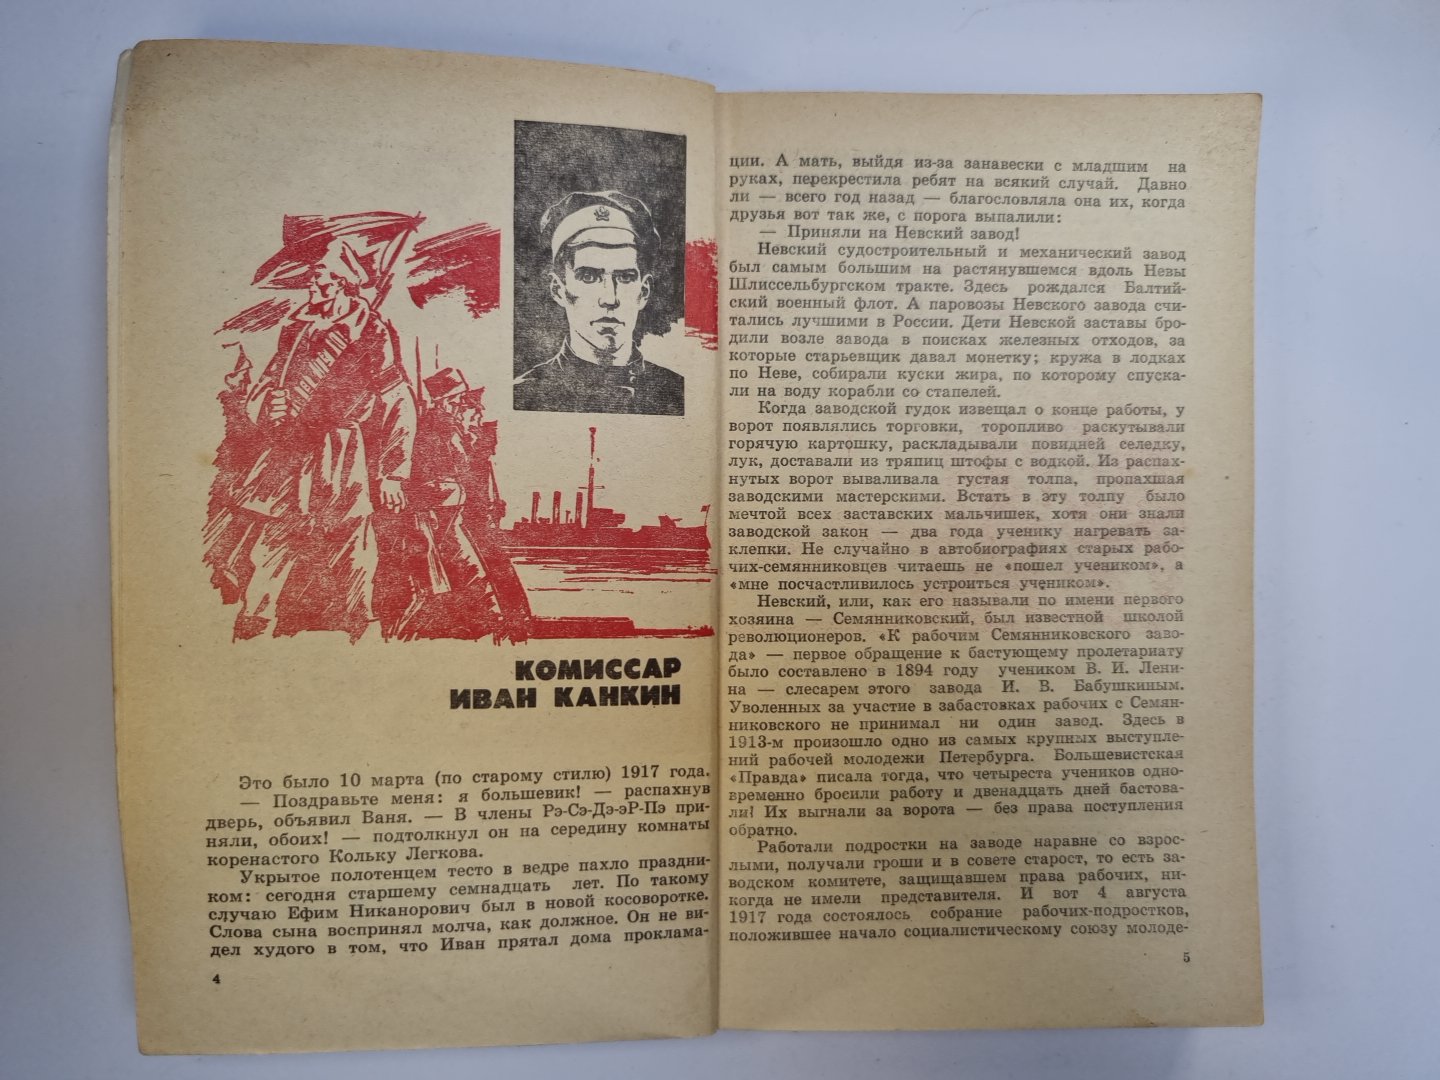 КОМИССАР
ИВАН КАНКИН
Это было 10 марта (по старому стилю) 1917 года.
— Поздравьте меня: я большевик! — распахнув
дверь, объявил Ваня. — В члены Рэ-Сэ-Дэ-эР-Пэ при-
няли, обоих! — подтолкнул он на середину комнаты
коренастого Кольку Легкова.
Укрытое полотенцем тесто в ведре пахло праздни-
ком: сегодня старшему семнадцать лет. По такому
случаю Ефим Никанорович был в новой косоворотке.
Слова сына воспринял молча, как должное. Он не ви-
дел худого в том, что Иван прятал дома проклама-
4
ции. А мать, выйдя из-за занавески с младшим на
руках, перекрестила ребят на всякий случай. Давно
ли — всего год назад — благословляла она их, когда
друзья вот так же, с порога выпалили:
— Приняли на Невский завод!
Невский судостроительный и механический завод
был самым большим на растянувшемся вдоль Невы
Шлиссельбургском тракте. Здесь рождался Балтий-
ский военный флот. А паровозы Невского завода счи-
тались лучшими в России. Дети Невской заставы бро-
дили возле завода в поисках железных отходов, за
которые старьевщик давал монетку; кружа в лодках
по Неве, собирали куски жира, по которому спуска-
ли на воду корабли со стапелей.
Когда заводской гудок извещал о конце работы, у
ворот появлялись торговки, торопливо раскутывали
горячую картошку, раскладывали повидней селедку,
лук, доставали из тряпиц штофы с водкой. Из распах-
нутых ворот вываливала густая толпа, пропахшая
заводскими мастерскими. Встать в эту толпу было
мечтой всех заставских мальчишек, хотя они знали
заводской закон — два года ученику нагревать за-
клепки. Не случайно в автобиографиях старых рабо-
чих-семянниковцев читаешь не «пошел учеником», а
«мне посчастливилось устроиться учеником».
Невский, или, как его называли по имени первого
хозяина — Семянниковский, был известной школой
революционеров. «К рабочим Семянниковского заво-
да» — первое обращение к бастующему пролетариату
было составлено в 1894 году учеником В. И. Лени-
на — слесарем этого завода И. В. Бабушкиным.
Уволенных за участие в забастовках рабочих с Семян-
никовского не принимал ни один завод. Здесь в
1913-м произошло одно из самых крупных выступле-
ний рабочей молодежи Петербурга. Большевистская
«Правда» писала тогда, что четыреста учеников одно-
временно бросили работу и двенадцать дней бастова-
ли! Их выгнали за ворота — без права поступления
обратно.
Работали подростки на заводе наравне со взрос-
лыми, получали гроши и в совете старост, то есть за-
водском комитете, защищавшем права рабочих, ни-
когда не имели представителя. И вот 4 августа
1917 года состоялось собрание рабочих-подростков,
положившее начало социалистическому союзу молоде-
5